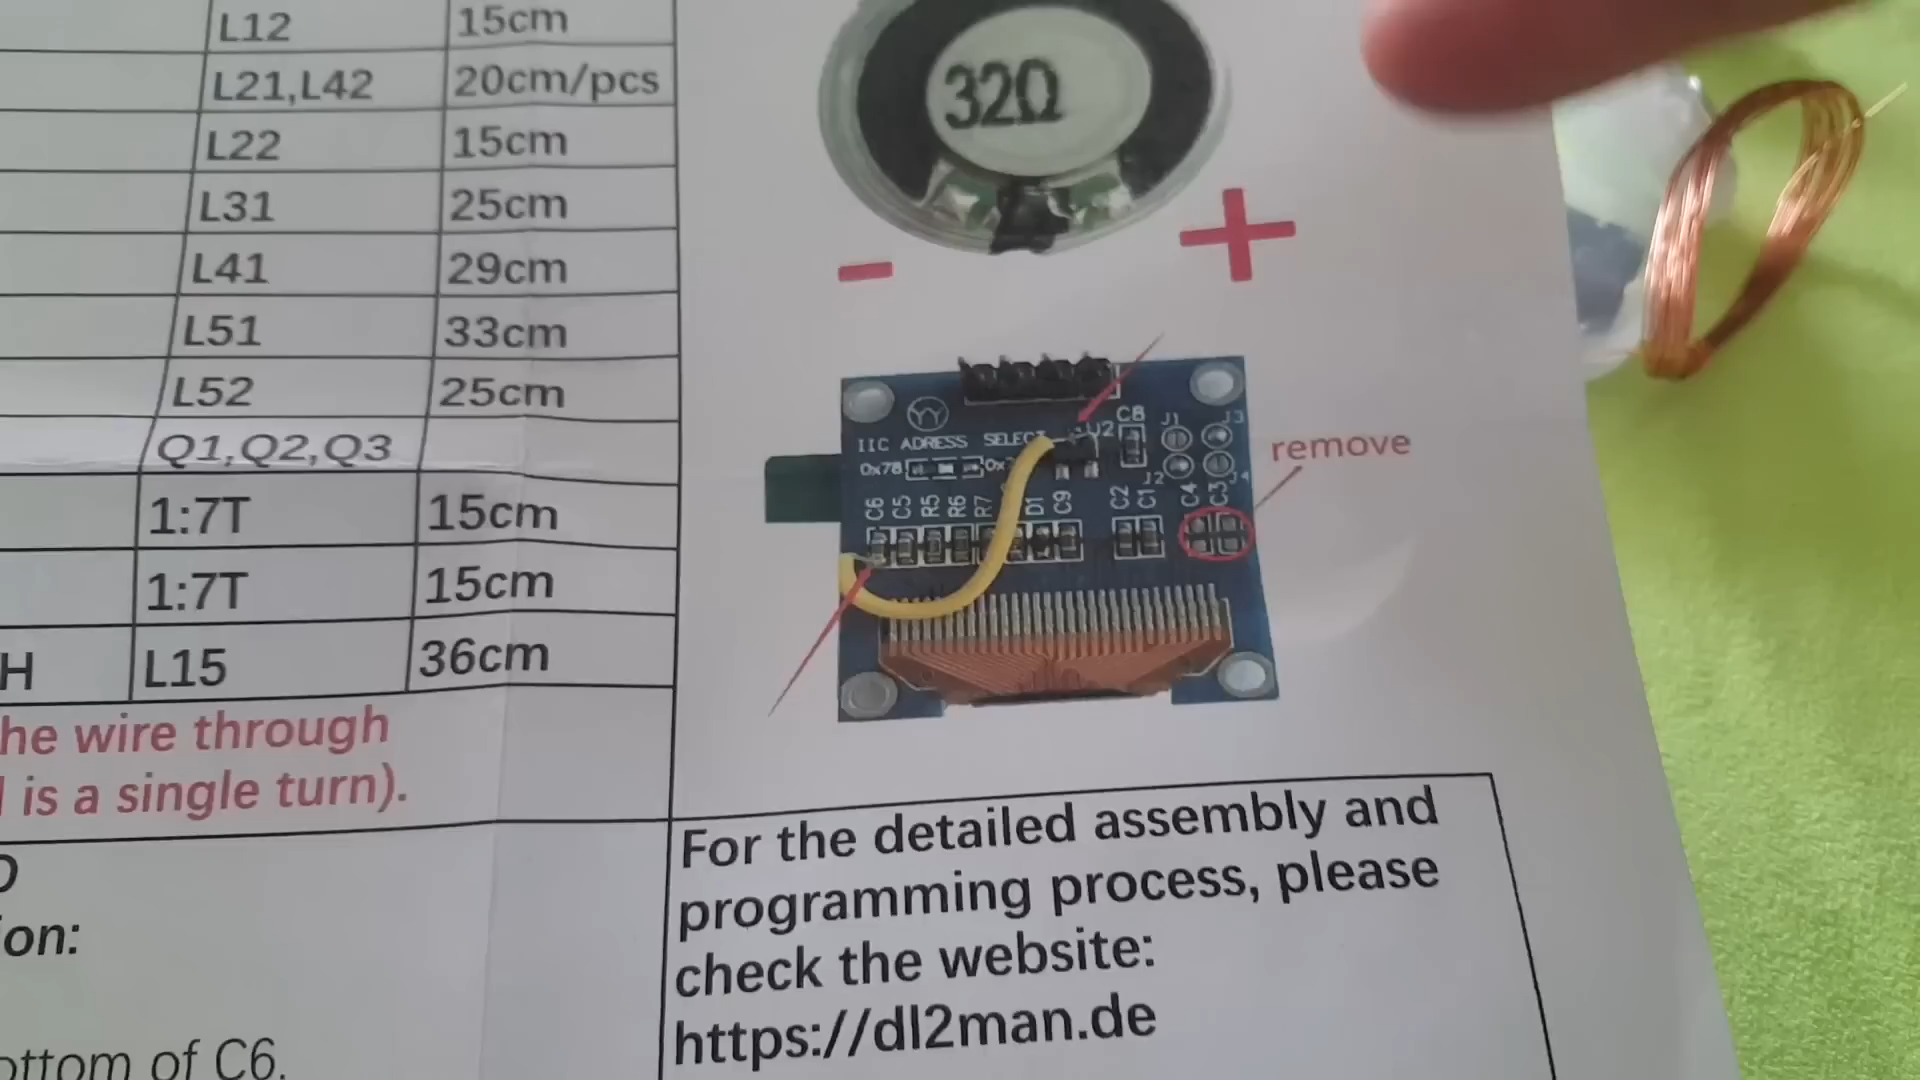 L12 15cm
L21,L42 20cm/pcs
L22 15cm
L31 25cm
L41 29cm
L51 33cm
L52 25cm
Q1,Q2,Q3
1:7T 15cm
1:7T 15cm
H L15 36cm
he wire through
is a single turn).
on:
ottom of C6.
32Ω
- +
IIC ADRESS SELECT
0x78 0x
U2 C8 J1 J3
J2 J4
C6 C5 R5 R6 R7 D1 C9 C2 C1 C4 C3
remove
For the detailed assembly and
programming process, please
check the website:
https://dl2man.de